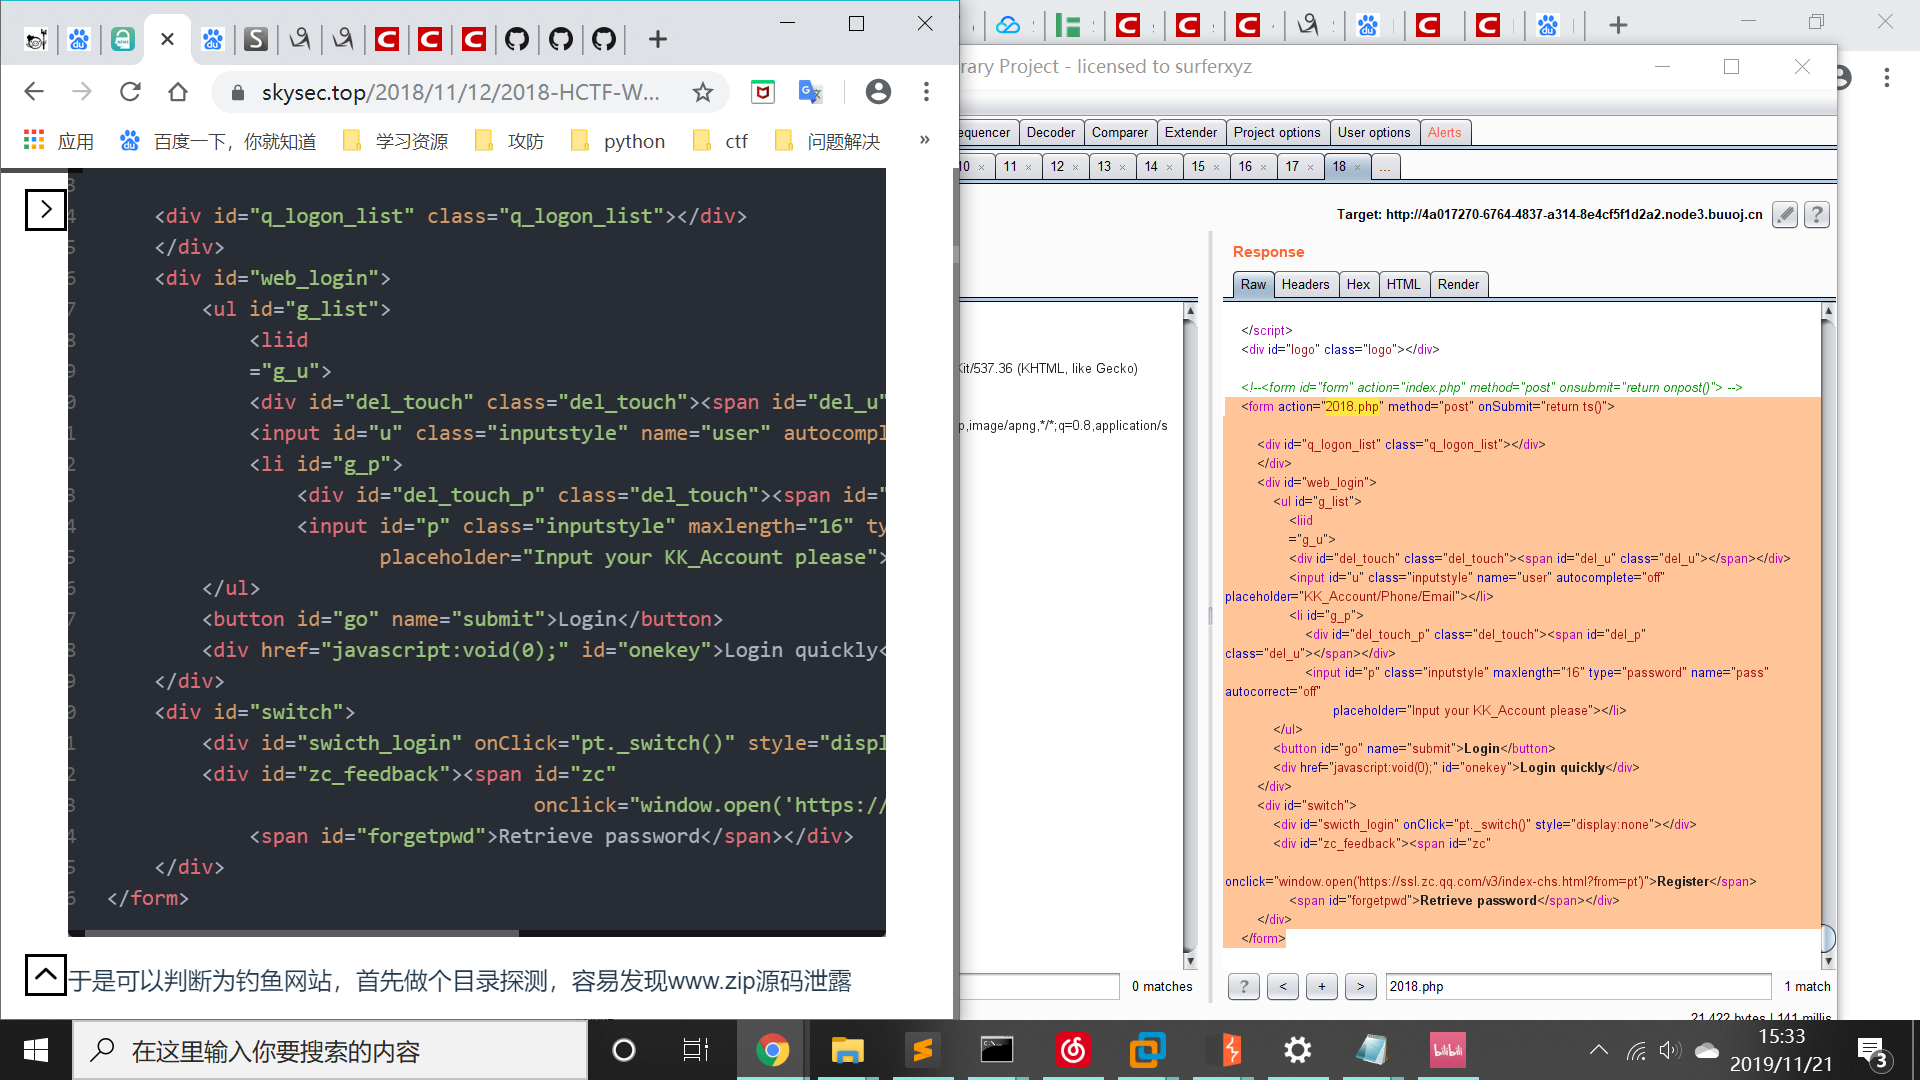 skysec.top/2018/11/12/2018-HCTF-W...
应用
百度一下，你就知道
学习资源
攻防
python
ctf
问题解决
»
<div id="q_logon_list" class="q_logon_list"></div>
</div>
<div id="web_login">
<ul id="g_list">
<liid
="g_u">
<div id="del_touch" class="del_touch"><span id="del_u"
<input id="u" class="inputstyle" name="user" autocompl
<li id="g_p">
<div id="del_touch_p" class="del_touch"><span id="
<input id="p" class="inputstyle" maxlength="16" ty
placeholder="Input your KK_Account please">
</ul>
<button id="go" name="submit">Login</button>
<div href="javascript:void(0);" id="onekey">Login quickly<
</div>
<div id="switch">
<div id="swicth_login" onClick="pt._switch()" style="displ
<div id="zc_feedback"><span id="zc"
onclick="window.open('https://
<span id="forgetpwd">Retrieve password</span></div>
</div>
</form>
于是可以判断为钓鱼网站，首先做个目录探测，容易发现www.zip源码泄露
rary Project - licensed to surferxyz
equencer Decoder Comparer Extender Project options User options Alerts
10 × 11 × 12 × 13 × 14 × 15 × 16 × 17 × 18 × ...
Target: http://4a017270-6764-4837-a314-8e4cf5f1d2a2.node3.buuoj.cn
?
Response
Raw Headers Hex HTML Render
Kit/537.36 (KHTML, like Gecko)
p,image/apng,*/*;q=0.8,application/s
</script>
<div id="logo" class="logo"></div>
<!--<form id="form" action="index.php" method="post" onsubmit="return onpost()"> -->
<form action="2018.php" method="post" onSubmit="return ts()">
<div id="q_logon_list" class="q_logon_list"></div>
</div>
<div id="web_login">
<ul id="g_list">
<liid
="g_u">
<div id="del_touch" class="del_touch"><span id="del_u" class="del_u"></span></div>
<input id="u" class="inputstyle" name="user" autocomplete="off"
placeholder="KK_Account/Phone/Email"></li>
<li id="g_p">
<div id="del_touch_p" class="del_touch"><span id="del_p"
class="del_u"></span></div>
<input id="p" class="inputstyle" maxlength="16" type="password" name="pass"
autocorrect="off"
placeholder="Input your KK_Account please"></li>
</ul>
<button id="go" name="submit">Login</button>
<div href="javascript:void(0);" id="onekey">Login quickly</div>
</div>
<div id="switch">
<div id="swicth_login" onClick="pt._switch()" style="display:none"></div>
<div id="zc_feedback"><span id="zc"
onclick="window.open('https://ssl.zc.qq.com/v3/index-chs.html?from=pt')">Register</span>
<span id="forgetpwd">Retrieve password</span></div>
</div>
</form>
0 matches
? < + > 2018.php 1 match
21,422 bytes | 141 millis
在这里输入你要搜索的内容
bilibili
15:33
2019/11/21
3